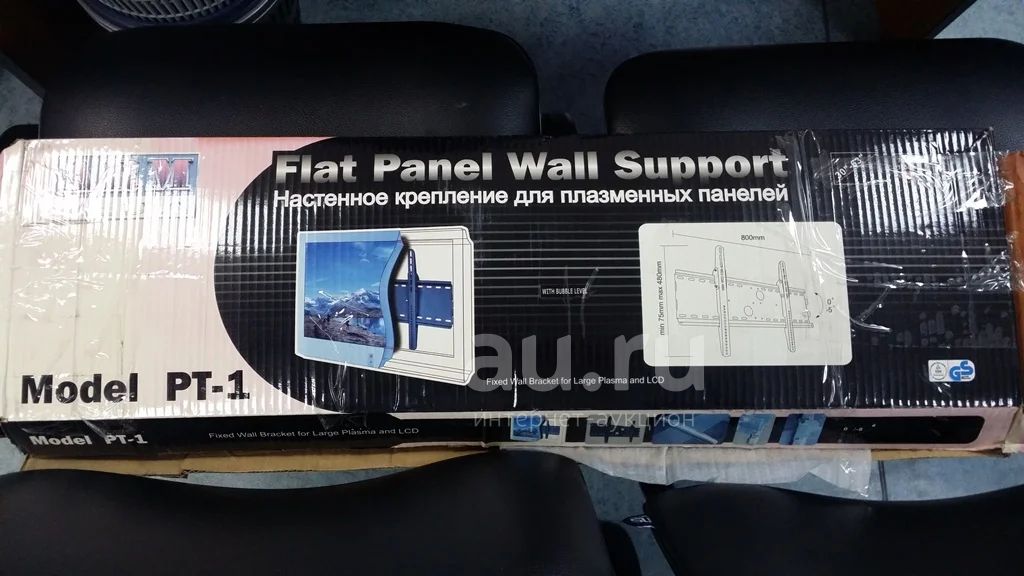 Flat Panel Wall Support
Настенное крепление для плазменных панелей
800mm
min 75mm max 480mm
WITH BUBBLE LEVEL
au.ru
интернет-аукцион
Fixed Wall Bracket for Large Plasma and LCD
GS
Model PT-1
Model PT-1
Fixed Wall Bracket for Large Plasma and LCD